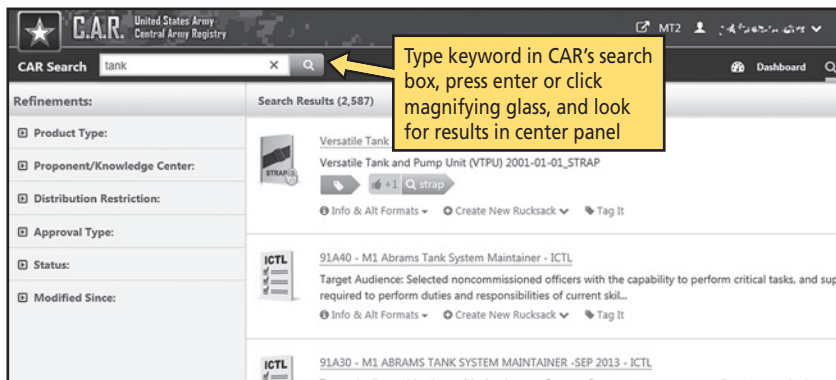 C.A.R. United States Army
Central Army Registry
MT2
CAR Search tank
Dashboard
Type keyword in CAR's search
box, press enter or click
magnifying glass, and look
for results in center panel
Refinements:
Product Type:
Proponent/Knowledge Center:
Distribution Restriction:
Approval Type:
Status:
Modified Since:
Search Results (2,587)
STRAP
Versatile Tank
Versatile Tank and Pump Unit (VTPU) 2001-01-01_STRAP
+1 strap
Info & Alt Formats Create New Rucksack Tag It
ICTL
91A40 - M1 Abrams Tank System Maintainer - ICTL
Target Audience: Selected noncommissioned officers with the capability to perform critical tasks, and sup
required to perform duties and responsibilities of current skil...
Info & Alt Formats Create New Rucksack Tag It
ICTL
91A30 - M1 ABRAMS TANK SYSTEM MAINTAINER -SEP 2013 - ICTL